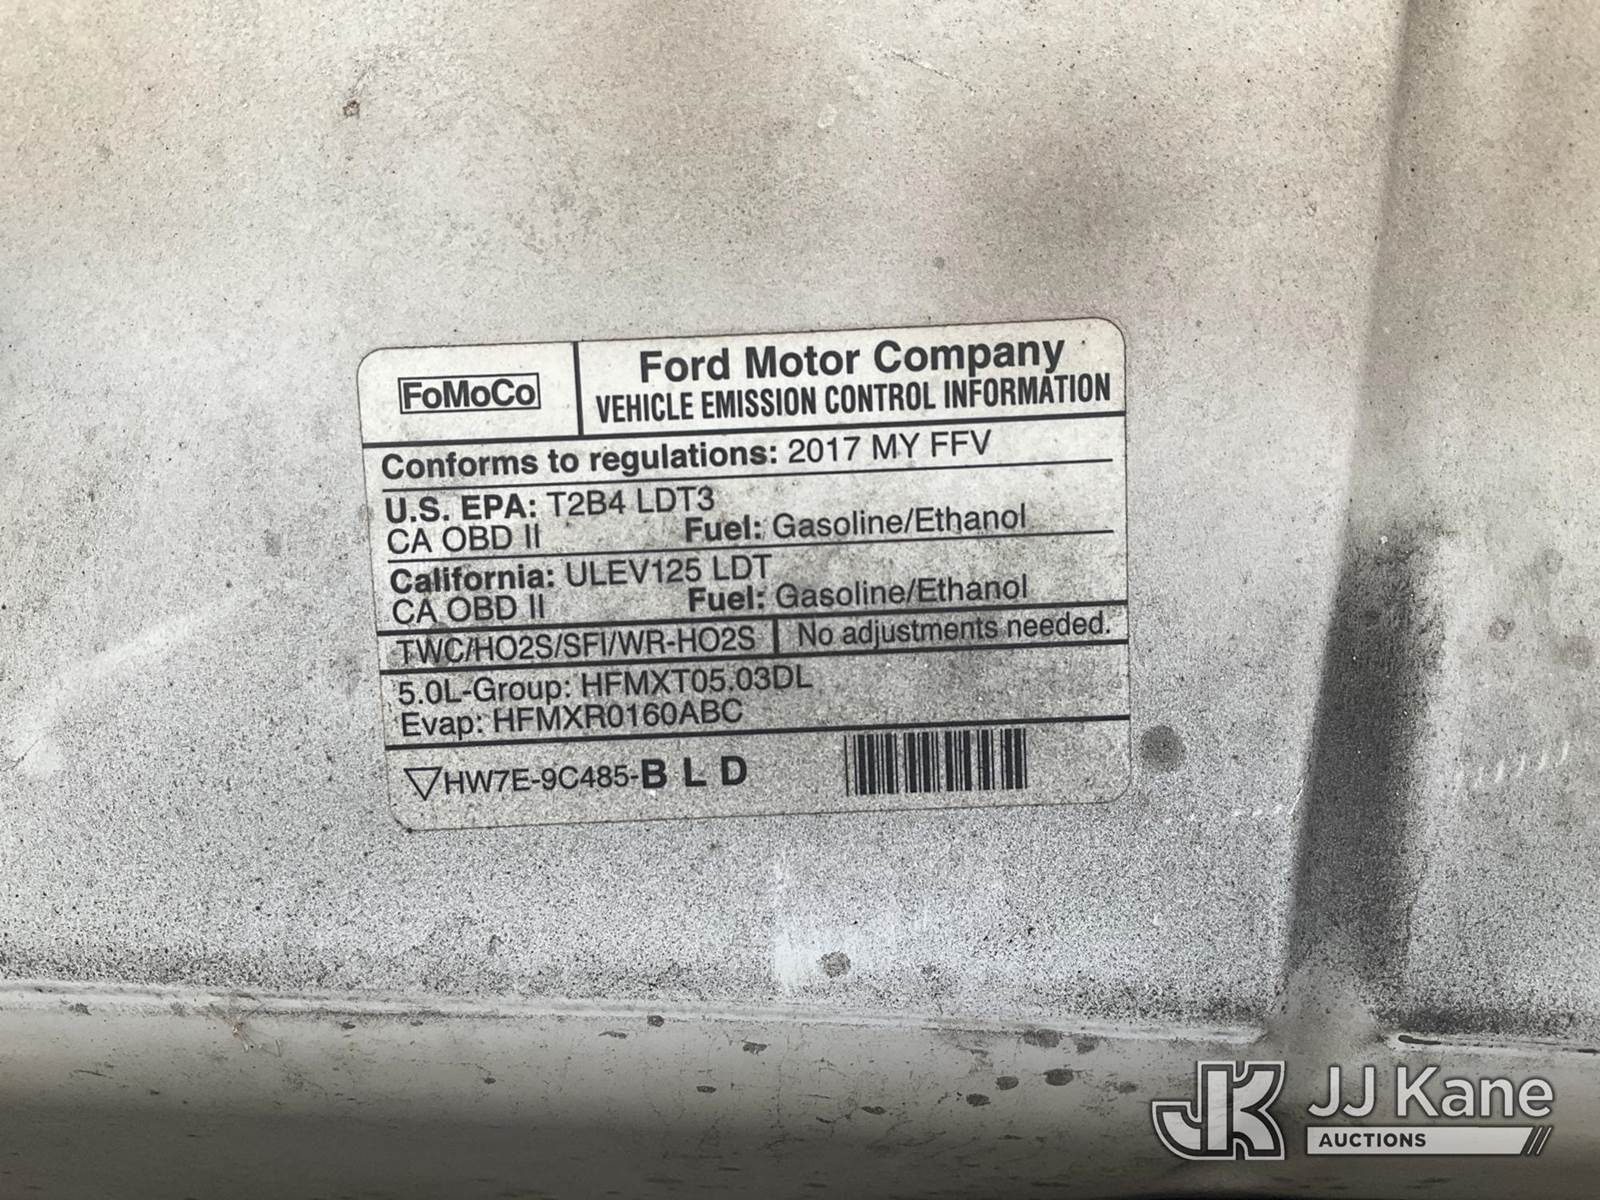 FoMoCo
Ford Motor Company
VEHICLE EMISSION CONTROL INFORMATION
Conforms to regulations: 2017 MY FFV
U.S. EPA: T2B4 LDT3
CA OBD II Fuel: Gasoline/Ethanol
California: ULEV125 LDT
CA OBD II Fuel: Gasoline/Ethanol
TWC/HO2S/SFI/WR-HO2S No adjustments needed.
5.0L-Group: HFMXT05.03DL
Evap: HFMXR0160ABC
HW7E-9C485-B L D
JK JJ Kane
AUCTIONS